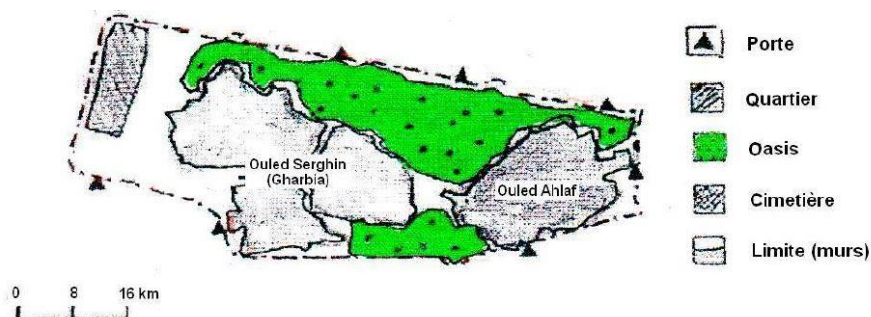 Porte
Quartier
Oasis
Cimetière
Limite (murs)
Ouled Serghin
(Gharbia)
Ouled Ahlaf
0 8 16 km